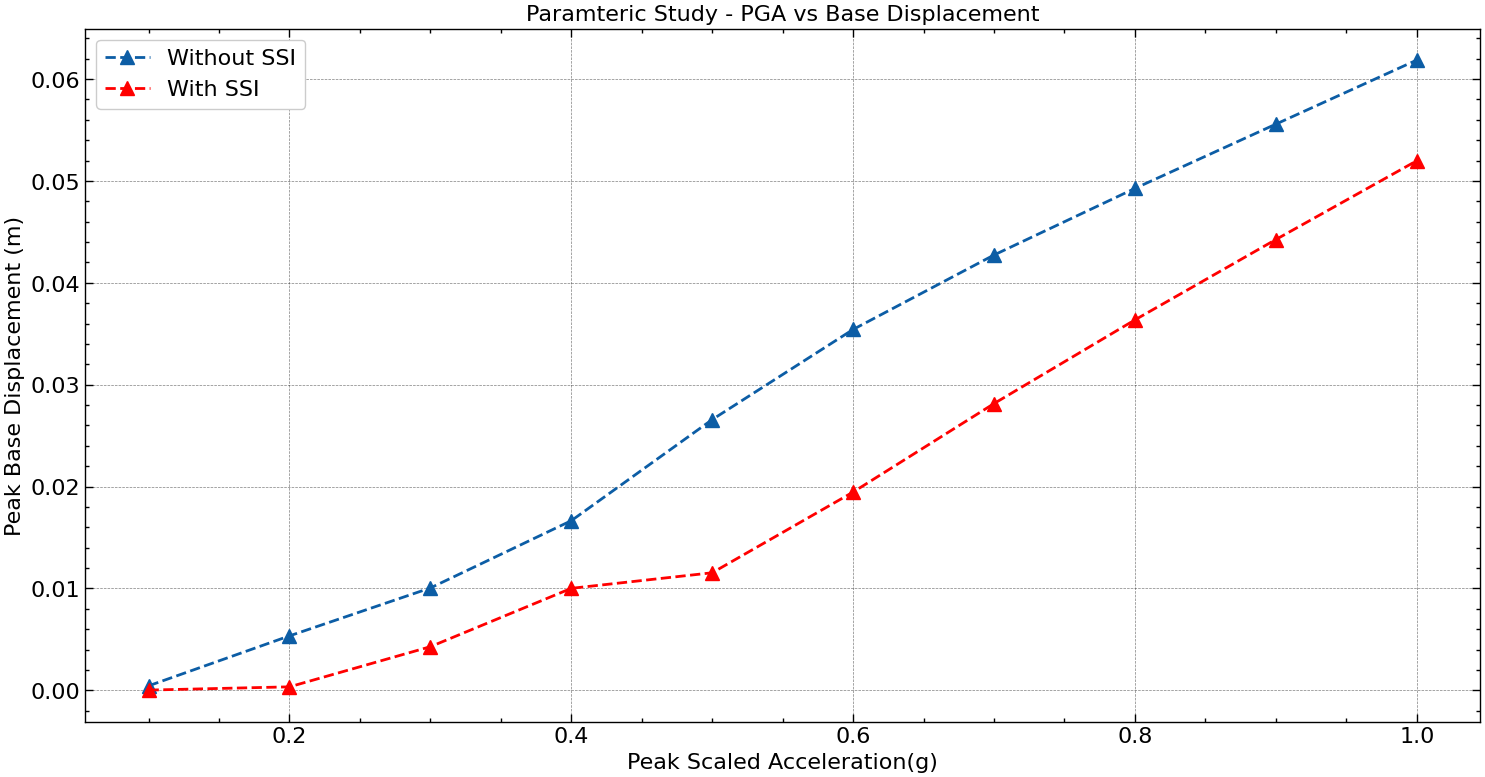 Paramteric Study - PGA vs Base Displacement
Without SSI
With SSI
Peak Base Displacement (m)
0.06
0.05
0.04
0.03
0.02
0.01
0.00
0.2
0.4
0.6
0.8
1.0
Peak Scaled Acceleration(g)